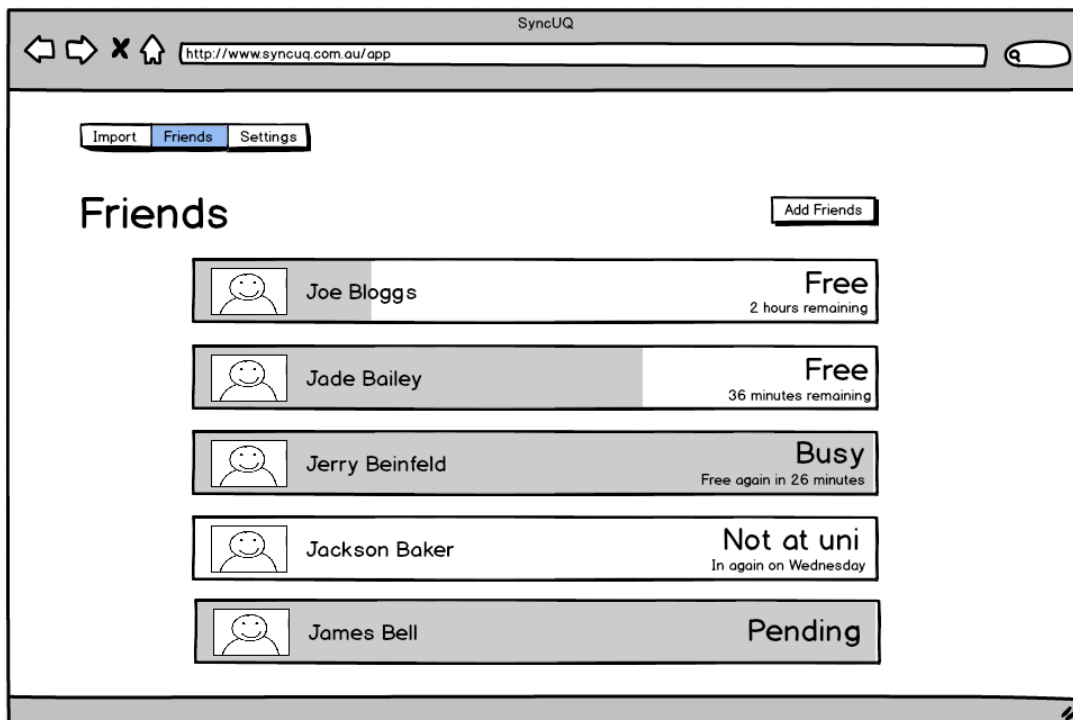 SyncUQ
http://www.syncuq.com.au/app
Import Friends Settings
Friends
Add Friends
Joe Bloggs
Free
2 hours remaining
Jade Bailey
Free
36 minutes remaining
Jerry Beinfeld
Busy
Free again in 26 minutes
Jackson Baker
Not at uni
In again on Wednesday
James Bell
Pending